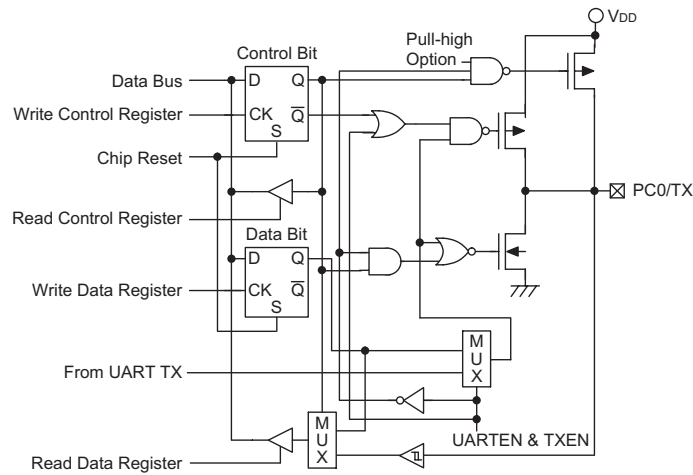 VDD
Control Bit
Pull-high
Option
Data Bus
D
Q
Write Control Register
CK
Q
S
Chip Reset
PC0/TX
Read Control Register
Data Bit
D
Q
Write Data Register
CK
Q
S
M
U
X
From UART TX
M
U
X
UARTEN & TXEN
Read Data Register